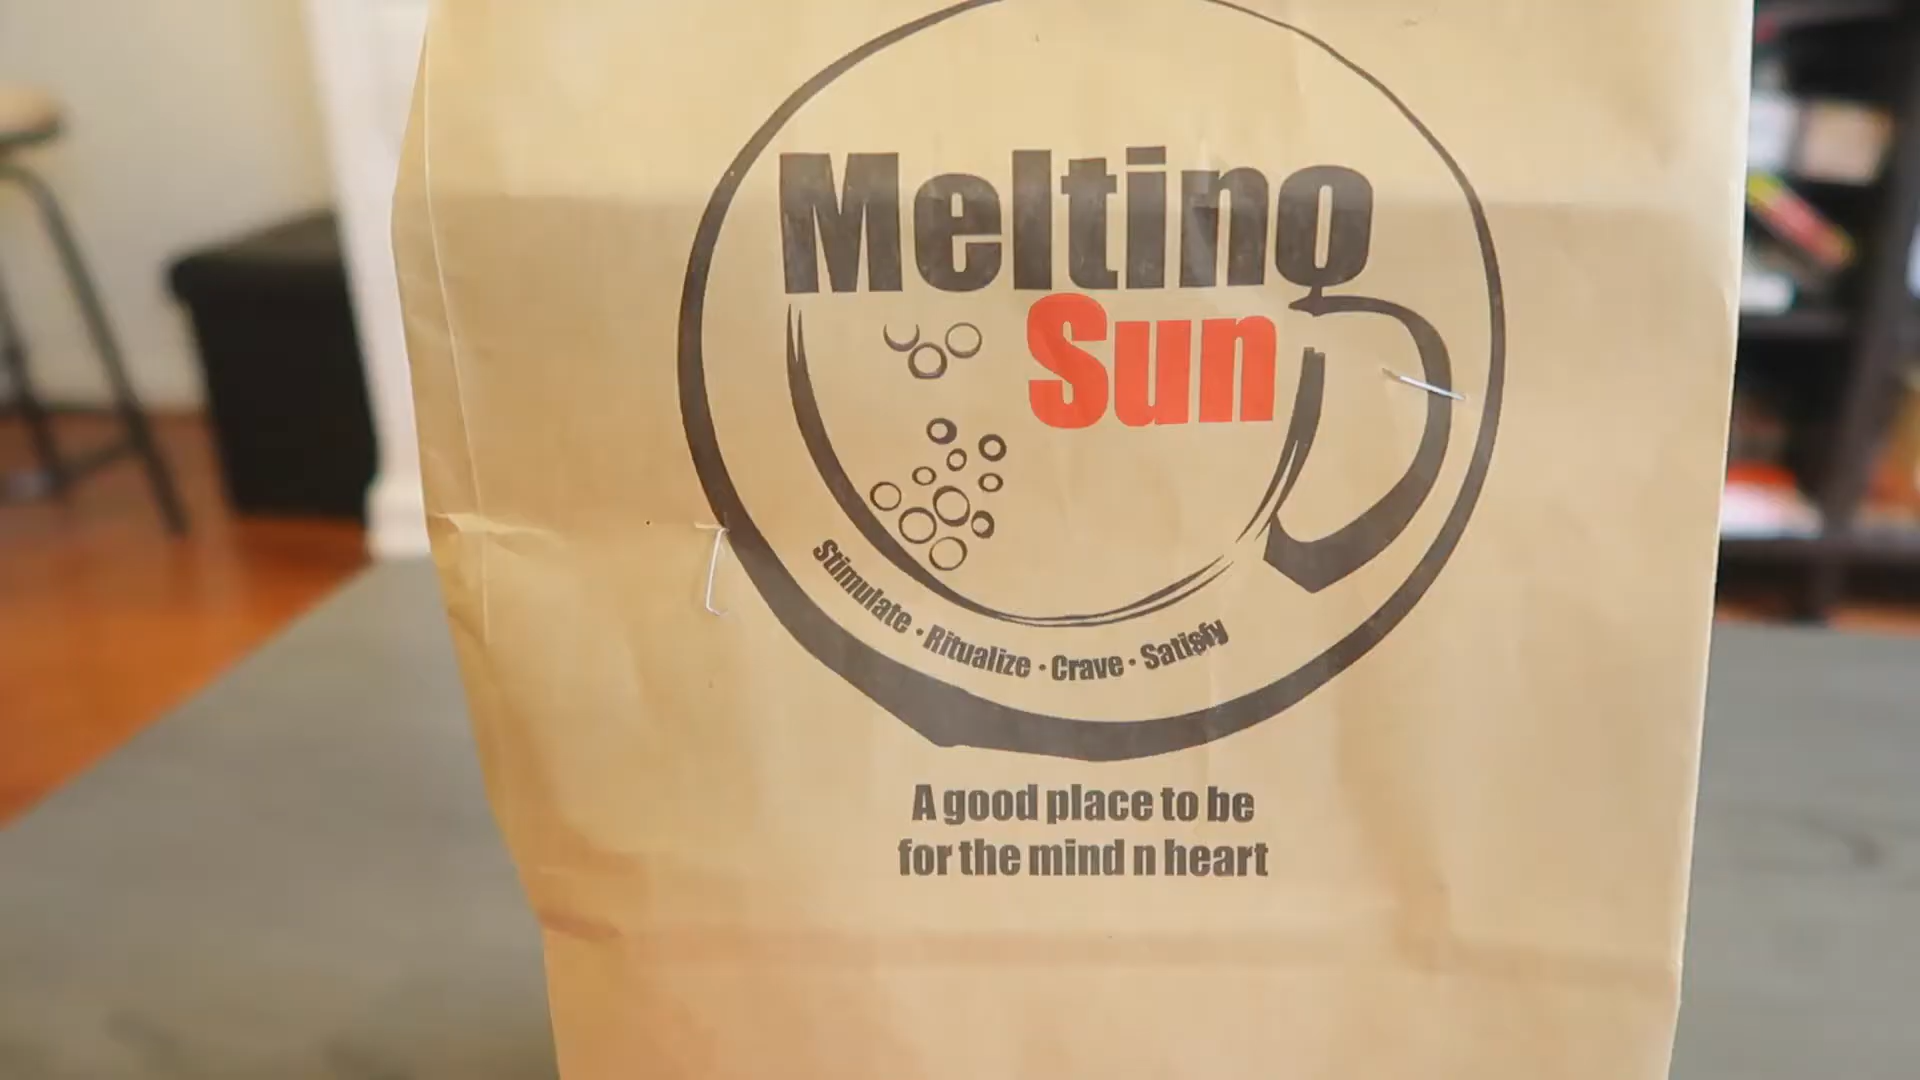 Melting
Sun
Stimulate · Ritualize · Crave · Satisfy
A good place to be
for the mind n heart